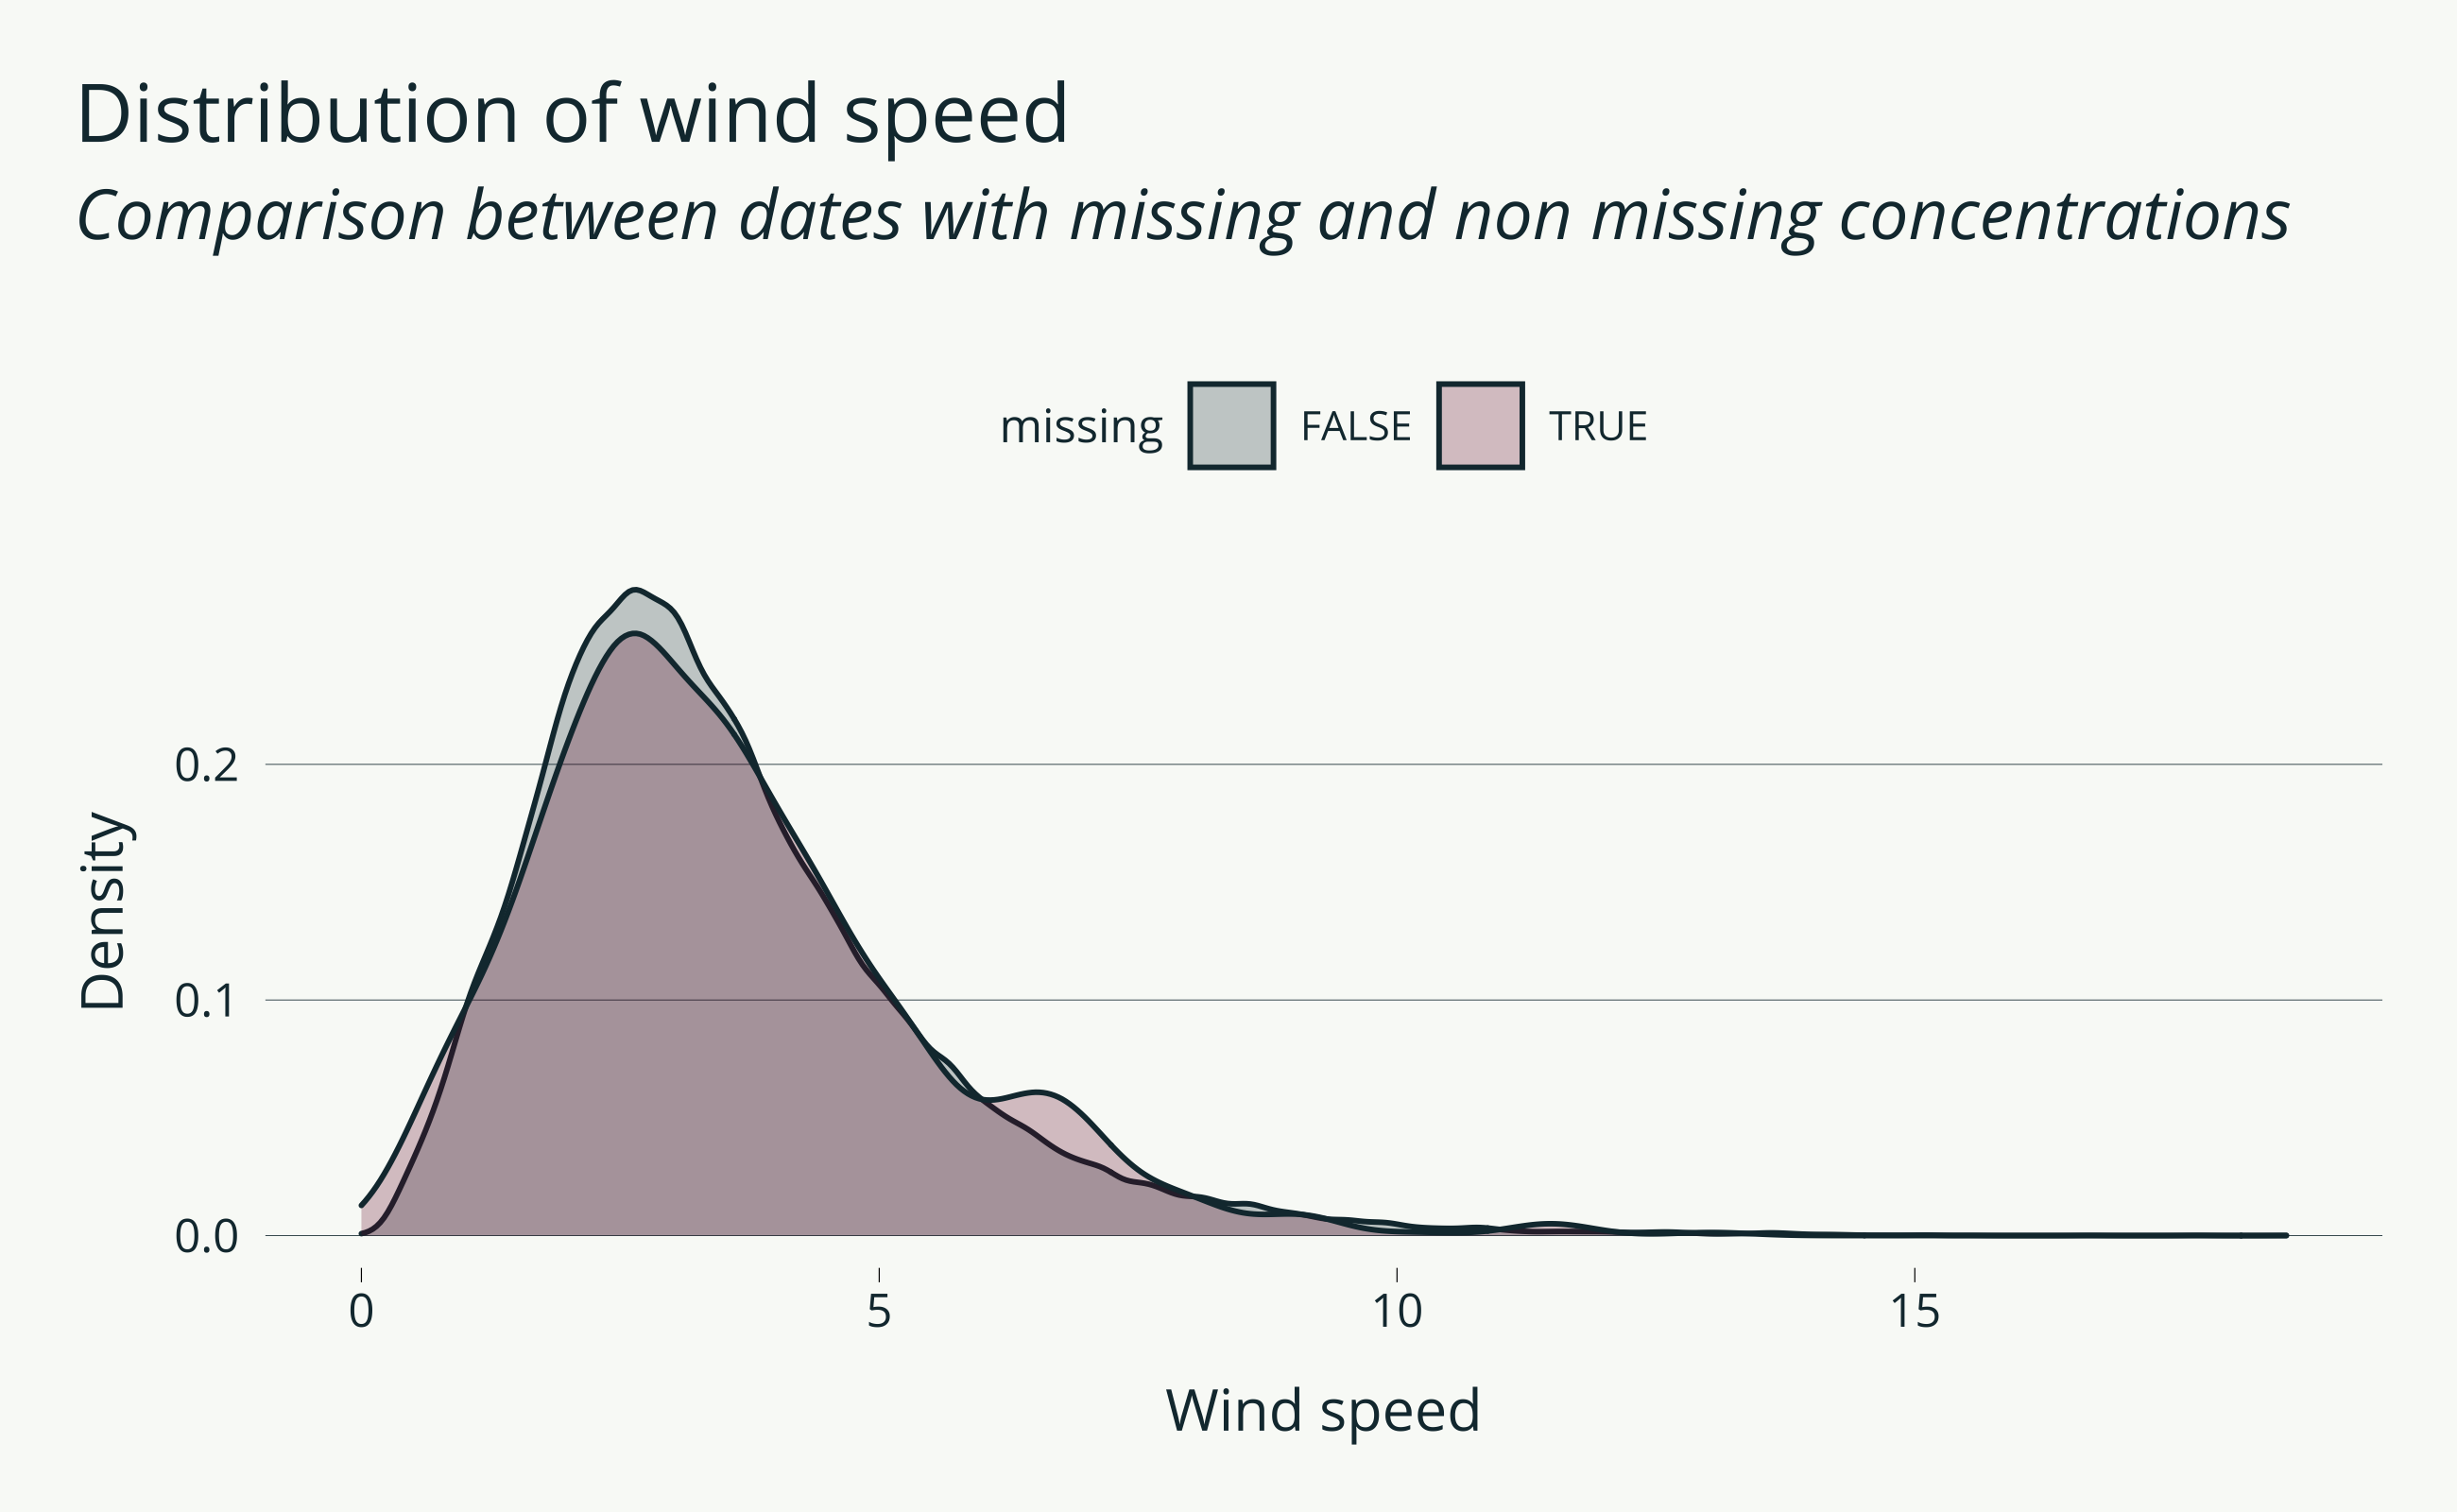 Distribution of wind speed
Comparison between dates with missing and non missing concentrations
missing FALSE TRUE
Density
0.2
0.1
0.0
0 5 10 15
Wind speed